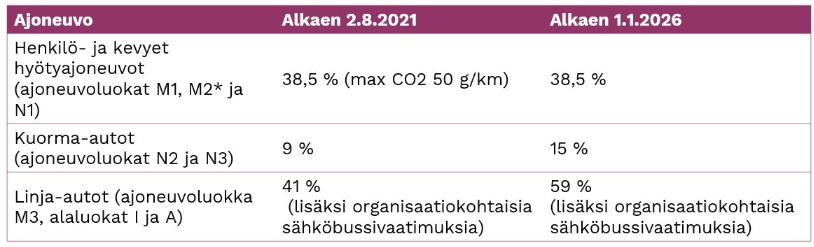 Ajoneuvo Alkaen 2.8.2021 Alkaen 1.1.2026
Henkilö- ja kevyet
hyötyajoneuvot
(ajoneuvoluokat M1, M2* ja
N1)
38,5 % (max CO2 50 g/km) 38,5 %
Kuorma-autot
(ajoneuvoluokat N2 ja N3)
9 % 15 %
Linja-autot (ajoneuvoluokka
M3, alaluokat I ja A)
41 %
(lisäksi organisaatiokohtaisia
sähköbussivaatimuksia)
59 %
(lisäksi organisaatiokohtaisia
sähköbussivaatimuksia)